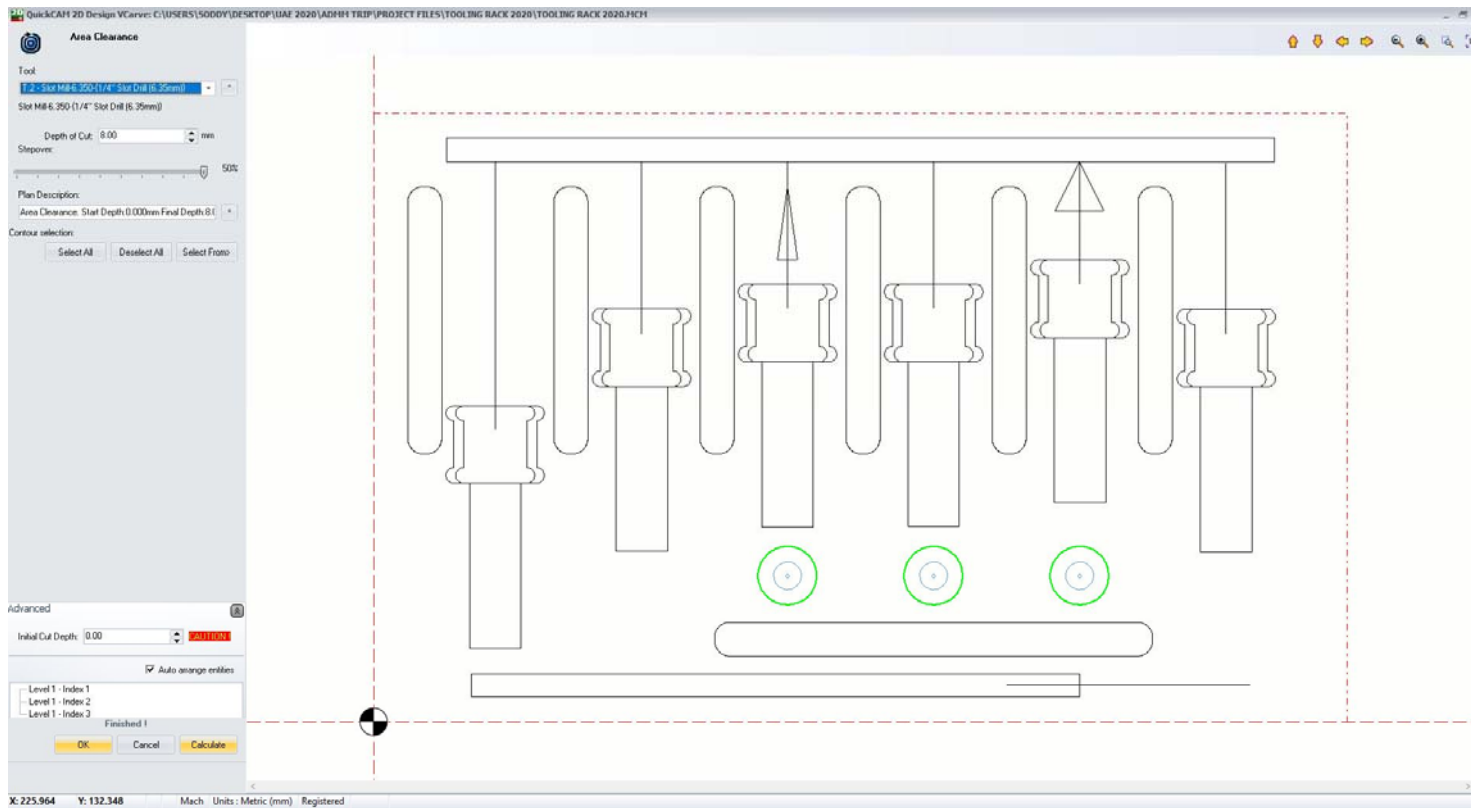 QuickCAM 2D Design VCarve: C:\USERS\SODDY\DESKTOP\UAE 2020\ADMM TRIP\PROJECT FILES\TOOLING RACK 2020\TOOLING RACK 2020.MCM
Area Clearance
Tool:
T:2 - Slot Mill-6.350-(1/4" Slot Drill (6.35mm))
Slot Mill-6.350-(1/4" Slot Drill (6.35mm))
Depth of Cut: 8.00 mm
Stepover:
50%
Plan Description:
Area Clearance: Start Depth:0.000mm Final Depth:8.(
Contour selection:
Select All Deselect All Select From>
Advanced
Initial Cut Depth: 0.00 CAUTION !
Auto arrange entities
Level 1 - Index 1
Level 1 - Index 2
Level 1 - Index 3
Finished !
OK Cancel Calculate
X: 225.964 Y: 132.348 Mach Units : Metric (mm) Registered